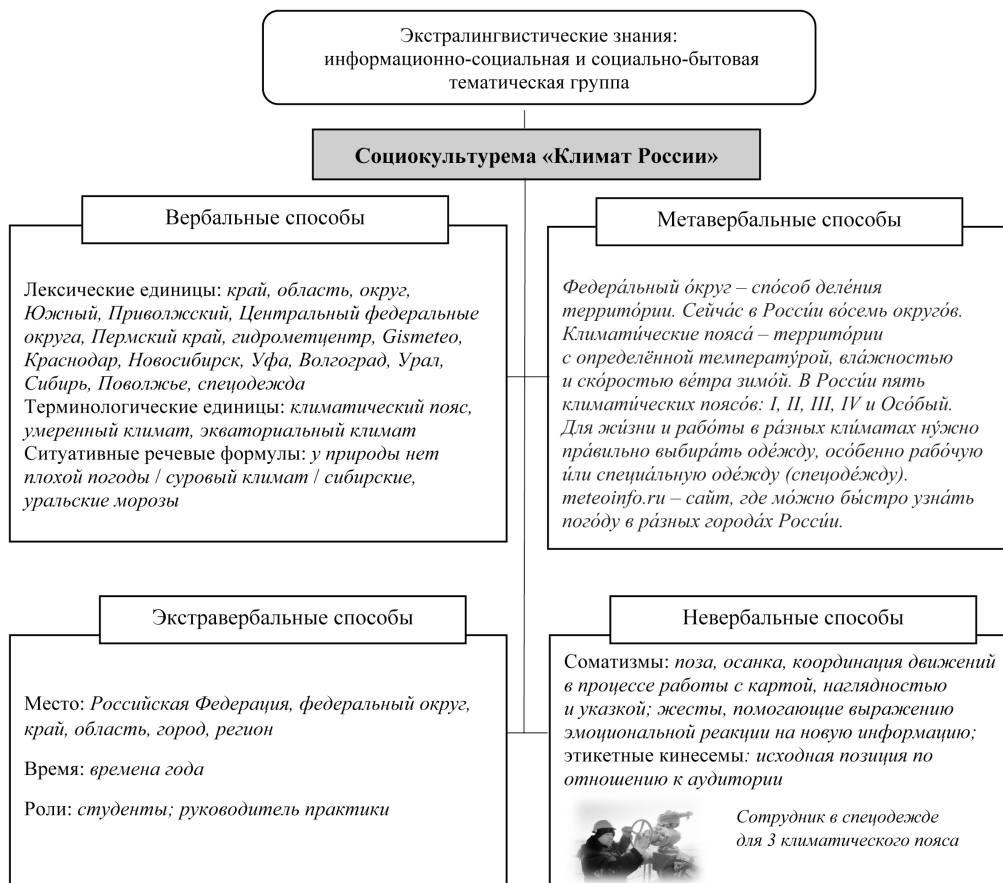 Экстралингвистические знания:
информационно-социальная и социально-бытовая
тематическая группа
Социокультурема «Климат России»
Вербальные способы
Лексические единицы: край, область, округ,
Южный, Приволжский, Центральный федеральные
округа, Пермский край, гидрометцентр, Gismeteo,
Краснодар, Новосибирск, Уфа, Волгоград, Урал,
Сибирь, Поволжье, спецодежда
Терминологические единицы: климатический пояс,
умеренный климат, экваториальный климат
Ситуативные речевые формулы: у природы нет
плохой погоды / суровый климат / сибирские,
уральские морозы
Метавербальные способы
Федера́льный о́круг – спо́соб деле́ния
террито́рии. Сейча́с в Росси́и во́семь округо́в.
Климати́ческие пояса́ – террито́рии
с определённой температу́рой, вла́жностью
и ско́ростью ве́тра зимо́й. В Росси́и пять
климати́ческих поясо́в: I, II, III, IV и Осо́бый.
Для жи́зни и рабо́ты в ра́зных кли́матах ну́жно
пра́вильно выбира́ть оде́жду, осо́бенно рабо́чую
и́ли специа́льную оде́жду (спецоде́жду).
meteoinfo.ru – сайт, где мо́жно бы́стро узна́ть
пого́ду в ра́зных города́х Росси́и.
Экстравербальные способы
Место: Российская Федерация, федеральный округ,
край, область, город, регион
Время: времена года
Роли: студенты; руководитель практики
Невербальные способы
Соматизмы: поза, осанка, координация движений
в процессе работы с картой, наглядностью
и указкой; жесты, помогающие выражению
эмоциональной реакции на новую информацию;
этикетные кинесемы: исходная позиция по
отношению к аудитории
Сотрудник в спецодежде
для 3 климатического пояса